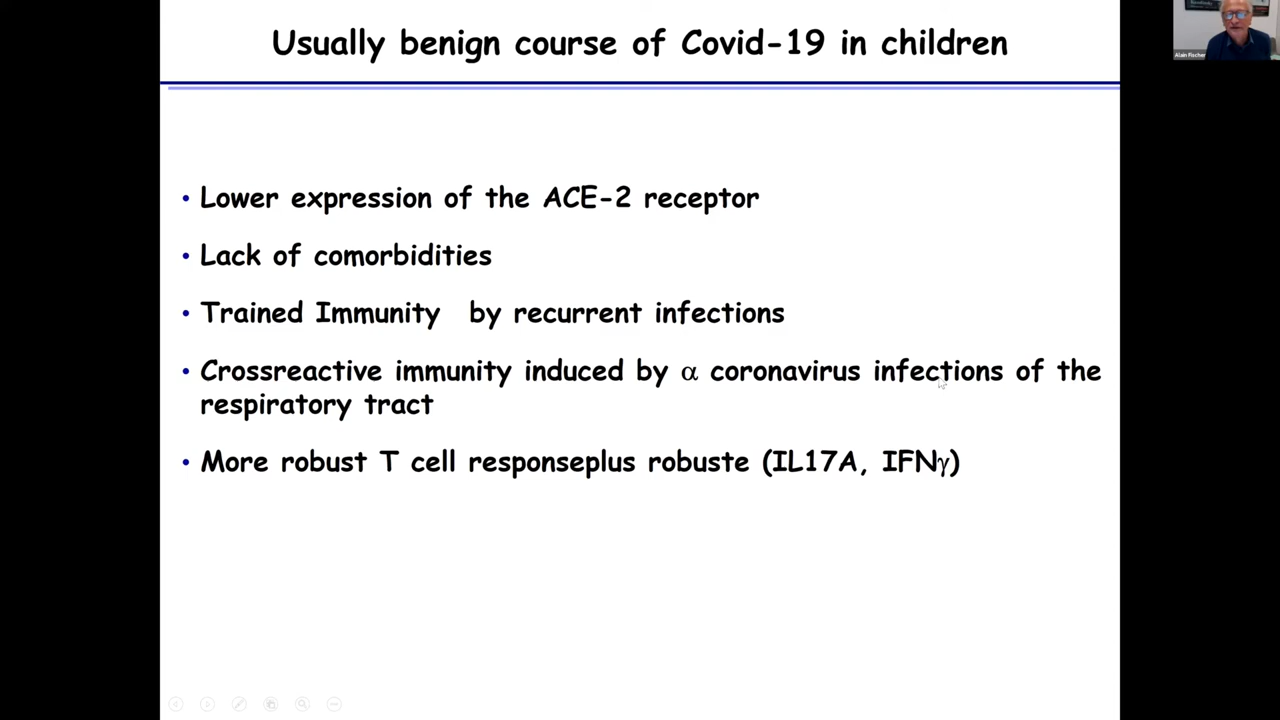 Usually benign course of Covid-19 in children
Alain Fischer
• Lower expression of the ACE-2 receptor
• Lack of comorbidities
• Trained Immunity by recurrent infections
• Crossreactive immunity induced by α coronavirus infections of the
respiratory tract
• More robust T cell responseplus robuste (IL17A, IFNγ)